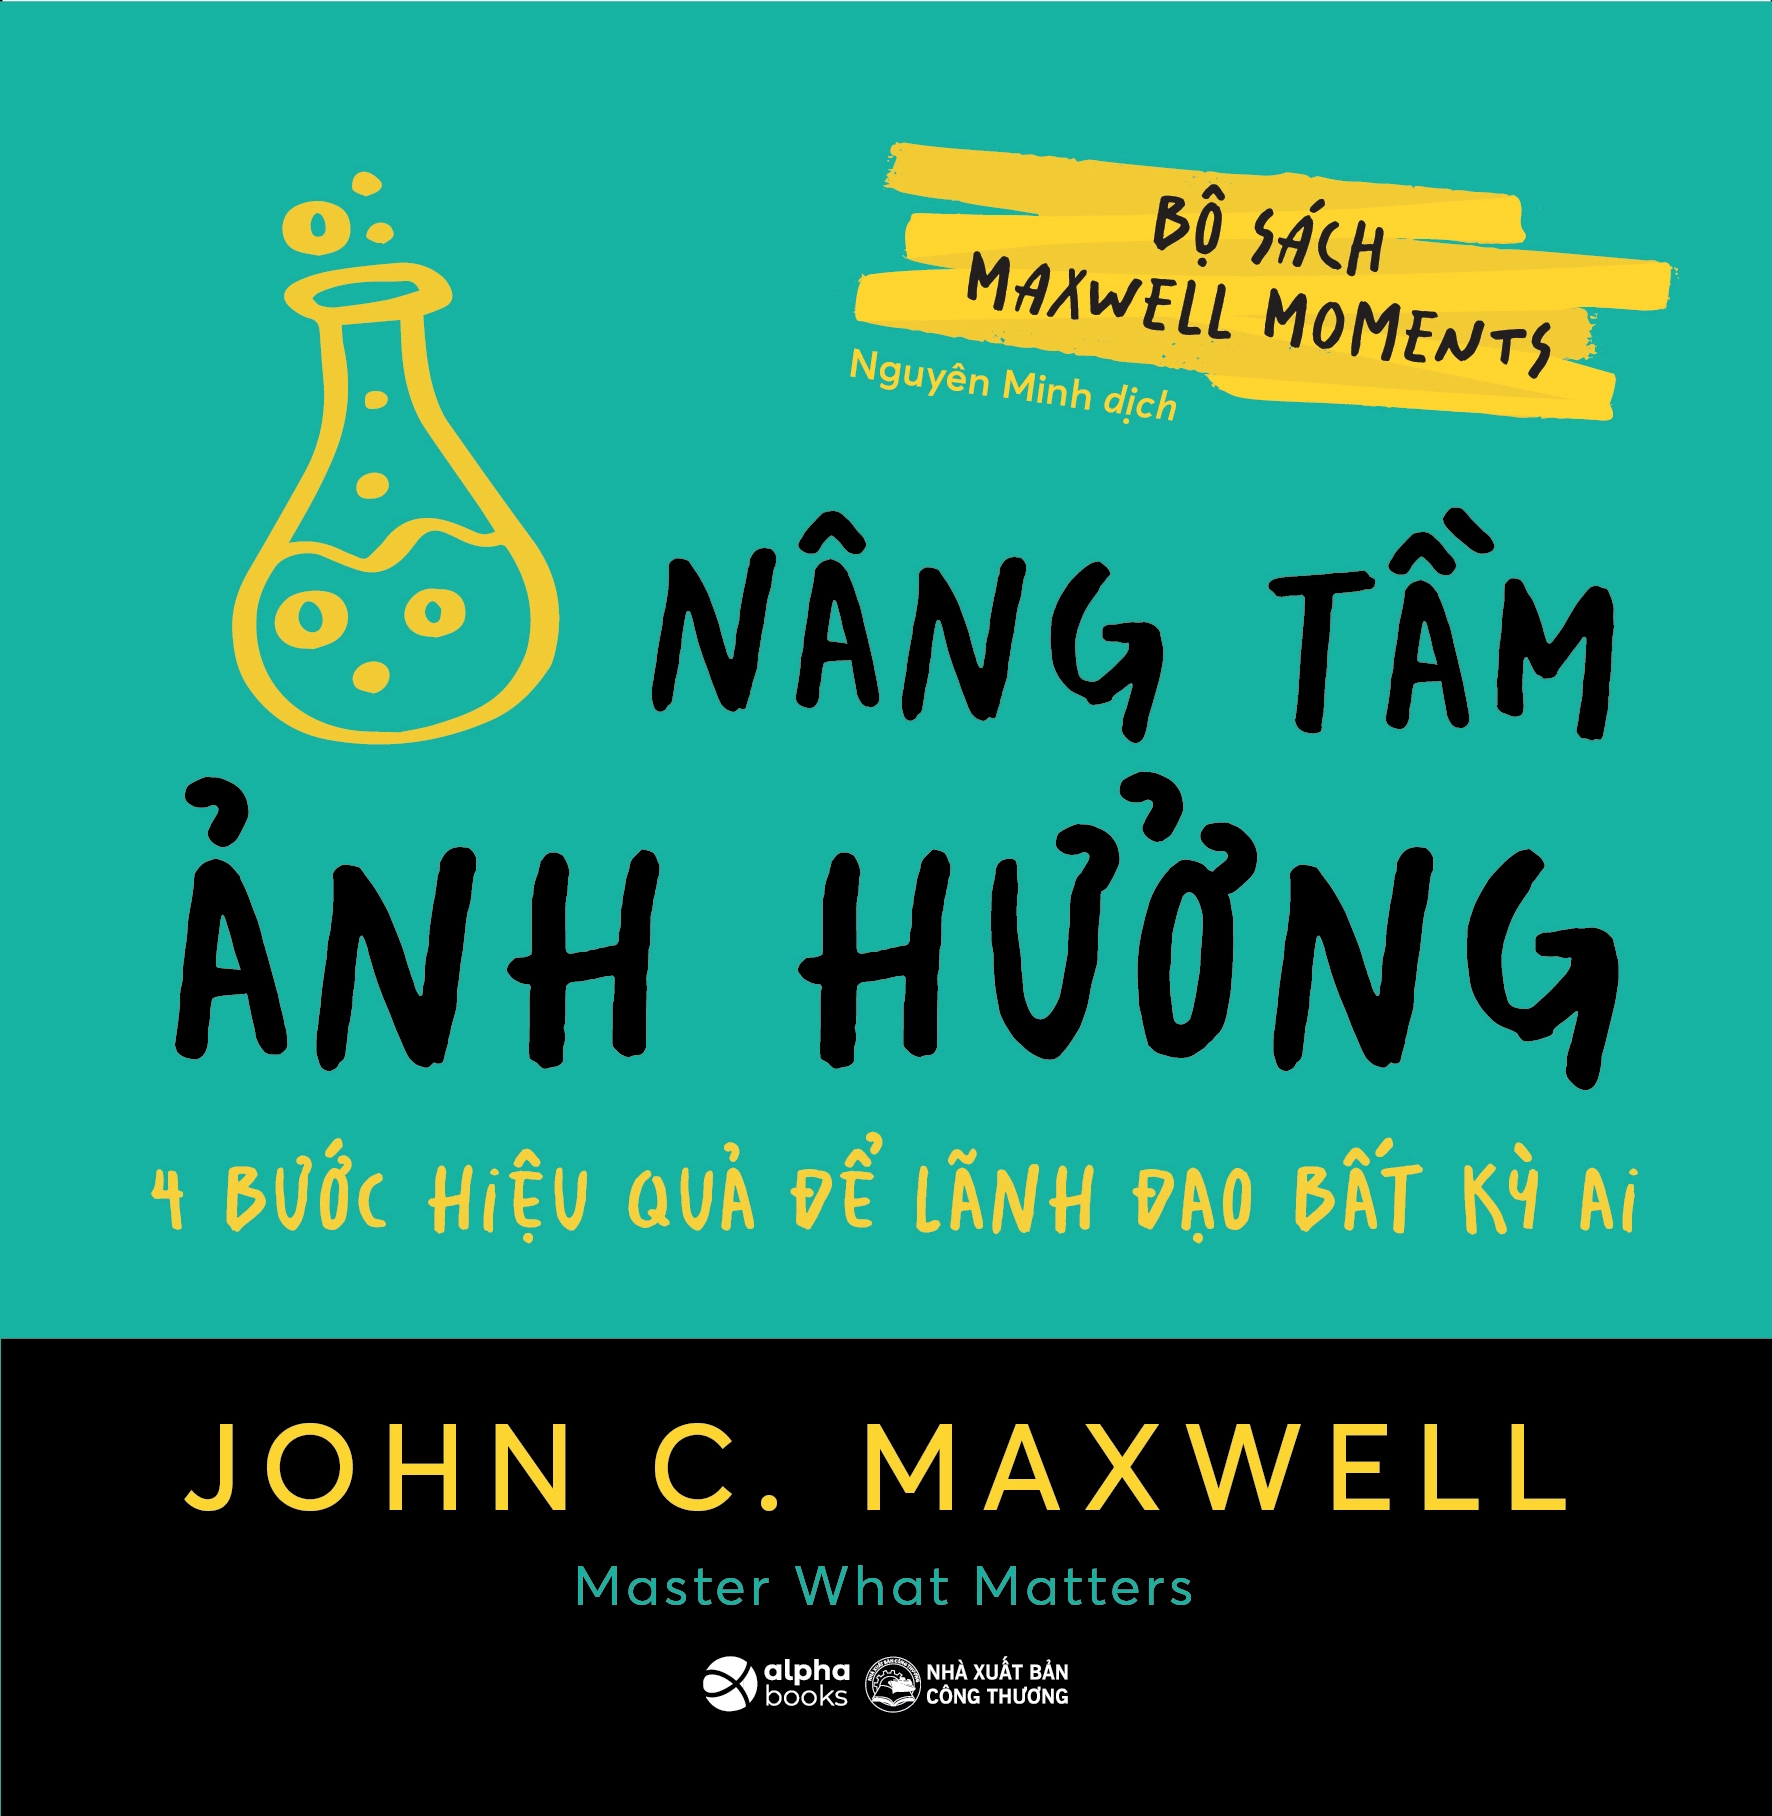 BỘ SÁCH
MAXWELL MOMENTS
Nguyên Minh dịch
NÂNG TẦM
ẢNH HƯỞNG
4 BƯỚC HiỆU QUẢ ĐỂ LÃNH ĐẠO BẤT KỲ Ai
JOHN C. MAXWELL
Master What Matters
alpha
books
NHÀ XUẤT BẢN
CÔNG THƯƠNG